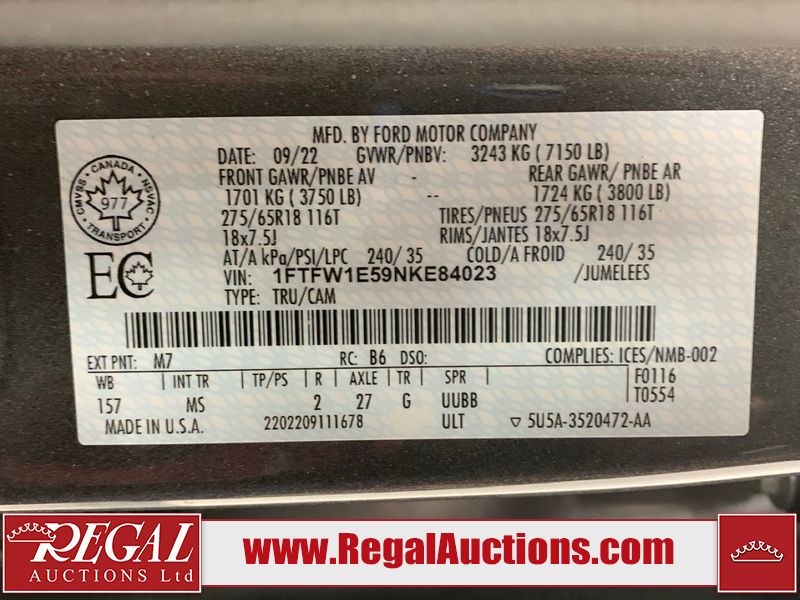 MFD. BY FORD MOTOR COMPANY
DATE: 09/22 GVWR/PNBV: 3243 KG ( 7150 LB)
FRONT GAWR/PNBE AV - REAR GAWR/ PNBE AR
1701 KG ( 3750 LB) -- 1724 KG ( 3800 LB)
275/65R18 116T TIRES/PNEUS 275/65R18 116T
18x7.5J RIMS/JANTES 18x7.5J
AT/A kPa/PSI/LPC 240/ 35 COLD/A FROID 240/ 35
VIN: 1FTFW1E59NKE84023 /JUMELEES
TYPE: TRU/CAM
CMVSS • CANADA • NSVAC
977
TRANSPORT
EC
EXT PNT: M7 RC: B6 DSO: COMPLIES: ICES/NMB-002
WB INT TR TP/PS R AXLE TR SPR F0116
157 MS 2 27 G UUBB T0554
MADE IN U.S.A. 2202209111678 ULT ▽ 5U5A-3520472-AA
REGAL
AUCTIONS Ltd
www.RegalAuctions.com